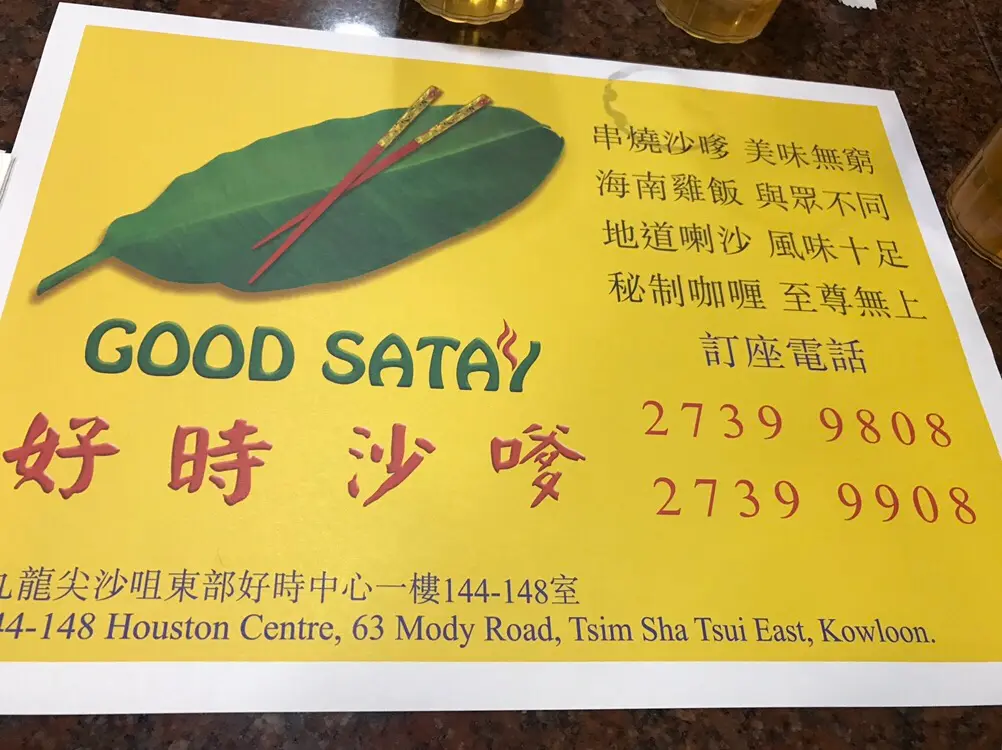 串燒沙嗲 美味無窮
海南雞飯 與眾不同
地道喇沙 風味十足
秘制咖喱 至尊無上
訂座電話
2739 9808
2739 9908
GOOD SATAY
好時沙嗲
九龍尖沙咀東部好時中心一樓144-148室
44-148 Houston Centre, 63 Mody Road, Tsim Sha Tsui East, Kowloon.